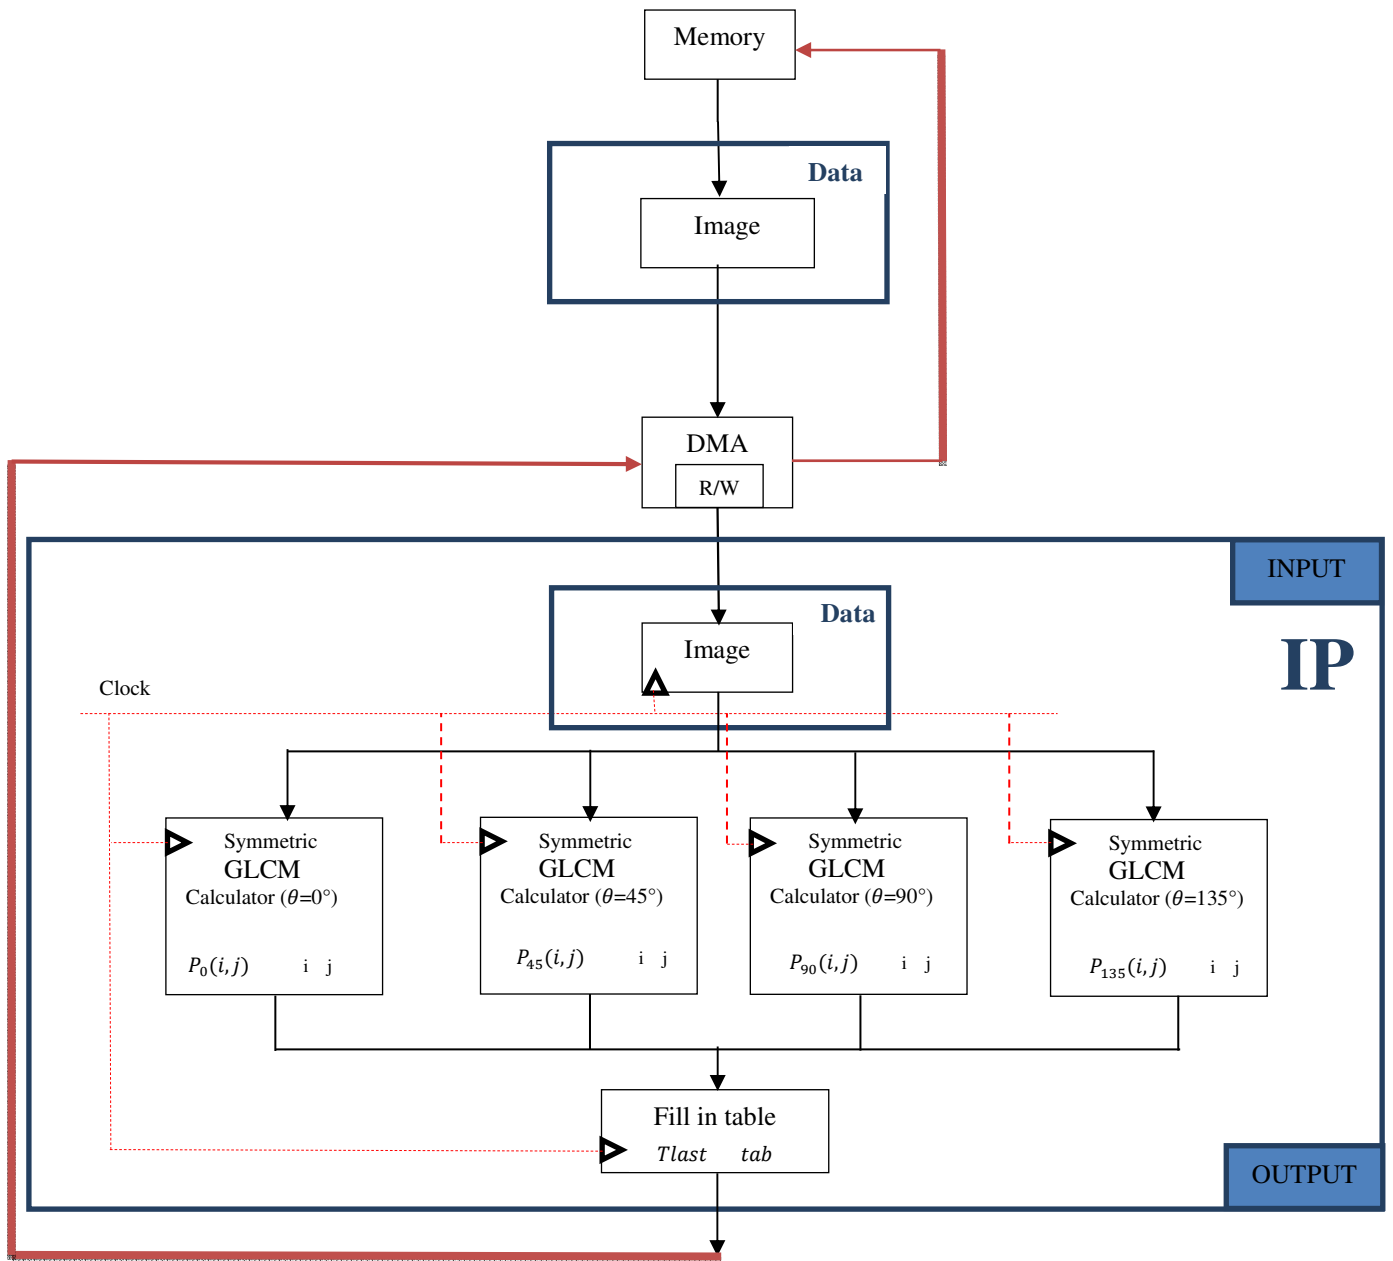 Memory
Data
Image
DMA
R/W
INPUT
IP
Data
Image
Clock
Symmetric
GLCM
Calculator (θ=0°)
P₀(i,j) i j
Symmetric
GLCM
Calculator (θ=45°)
P₄₅(i,j) i j
Symmetric
GLCM
Calculator (θ=90°)
P₉₀(i,j) i j
Symmetric
GLCM
Calculator (θ=135°)
P₁₃₅(i,j) i j
Fill in table
Tlast tab
OUTPUT